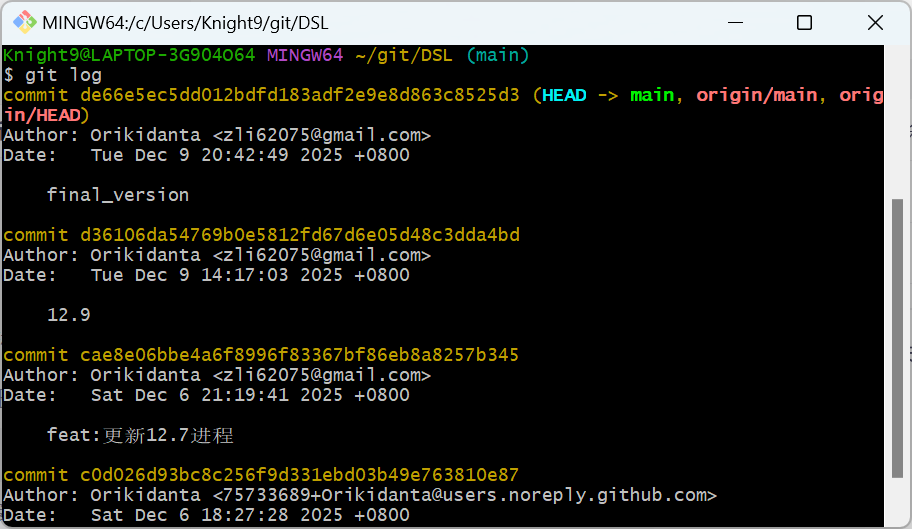 MINGW64:/c/Users/Knight9/git/DSL
Knight9@LAPTOP-3G904O64 MINGW64 ~/git/DSL (main)
$ git log
commit de66e5ec5dd012bdfd183adf2e9e8d863c8525d3 (HEAD -> main, origin/main, orig
in/HEAD)
Author: Orikidanta <zli62075@gmail.com>
Date:   Tue Dec 9 20:42:49 2025 +0800
final_version
commit d36106da54769b0e5812fd67d6e05d48c3dda4bd
Author: Orikidanta <zli62075@gmail.com>
Date:   Tue Dec 9 14:17:03 2025 +0800
12.9
commit cae8e06bbe4a6f8996f83367bf86eb8a8257b345
Author: Orikidanta <zli62075@gmail.com>
Date:   Sat Dec 6 21:19:41 2025 +0800
feat:更新12.7进程
commit c0d026d93bc8c256f9d331ebd03b49e763810e87
Author: Orikidanta <75733689+Orikidanta@users.noreply.github.com>
Date:   Sat Dec 6 18:27:28 2025 +0800